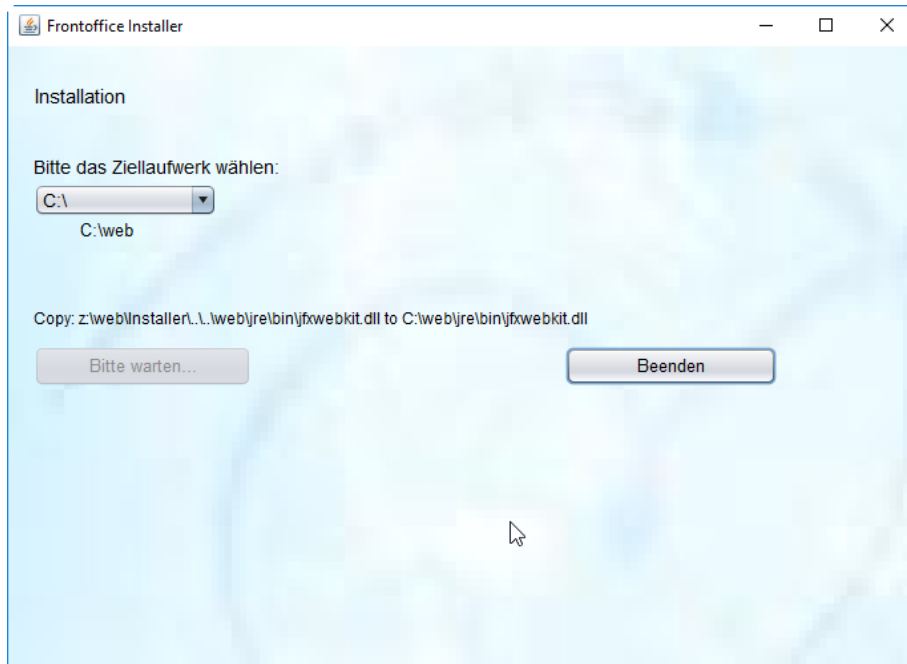 Frontoffice Installer
Installation
Bitte das Ziellaufwerk wählen:
C:\
C:\web
Copy: z:\web\Installer\..\..\web\jre\bin\jfxwebkit.dll to C:\web\jre\bin\jfxwebkit.dll
Bitte warten...
Beenden